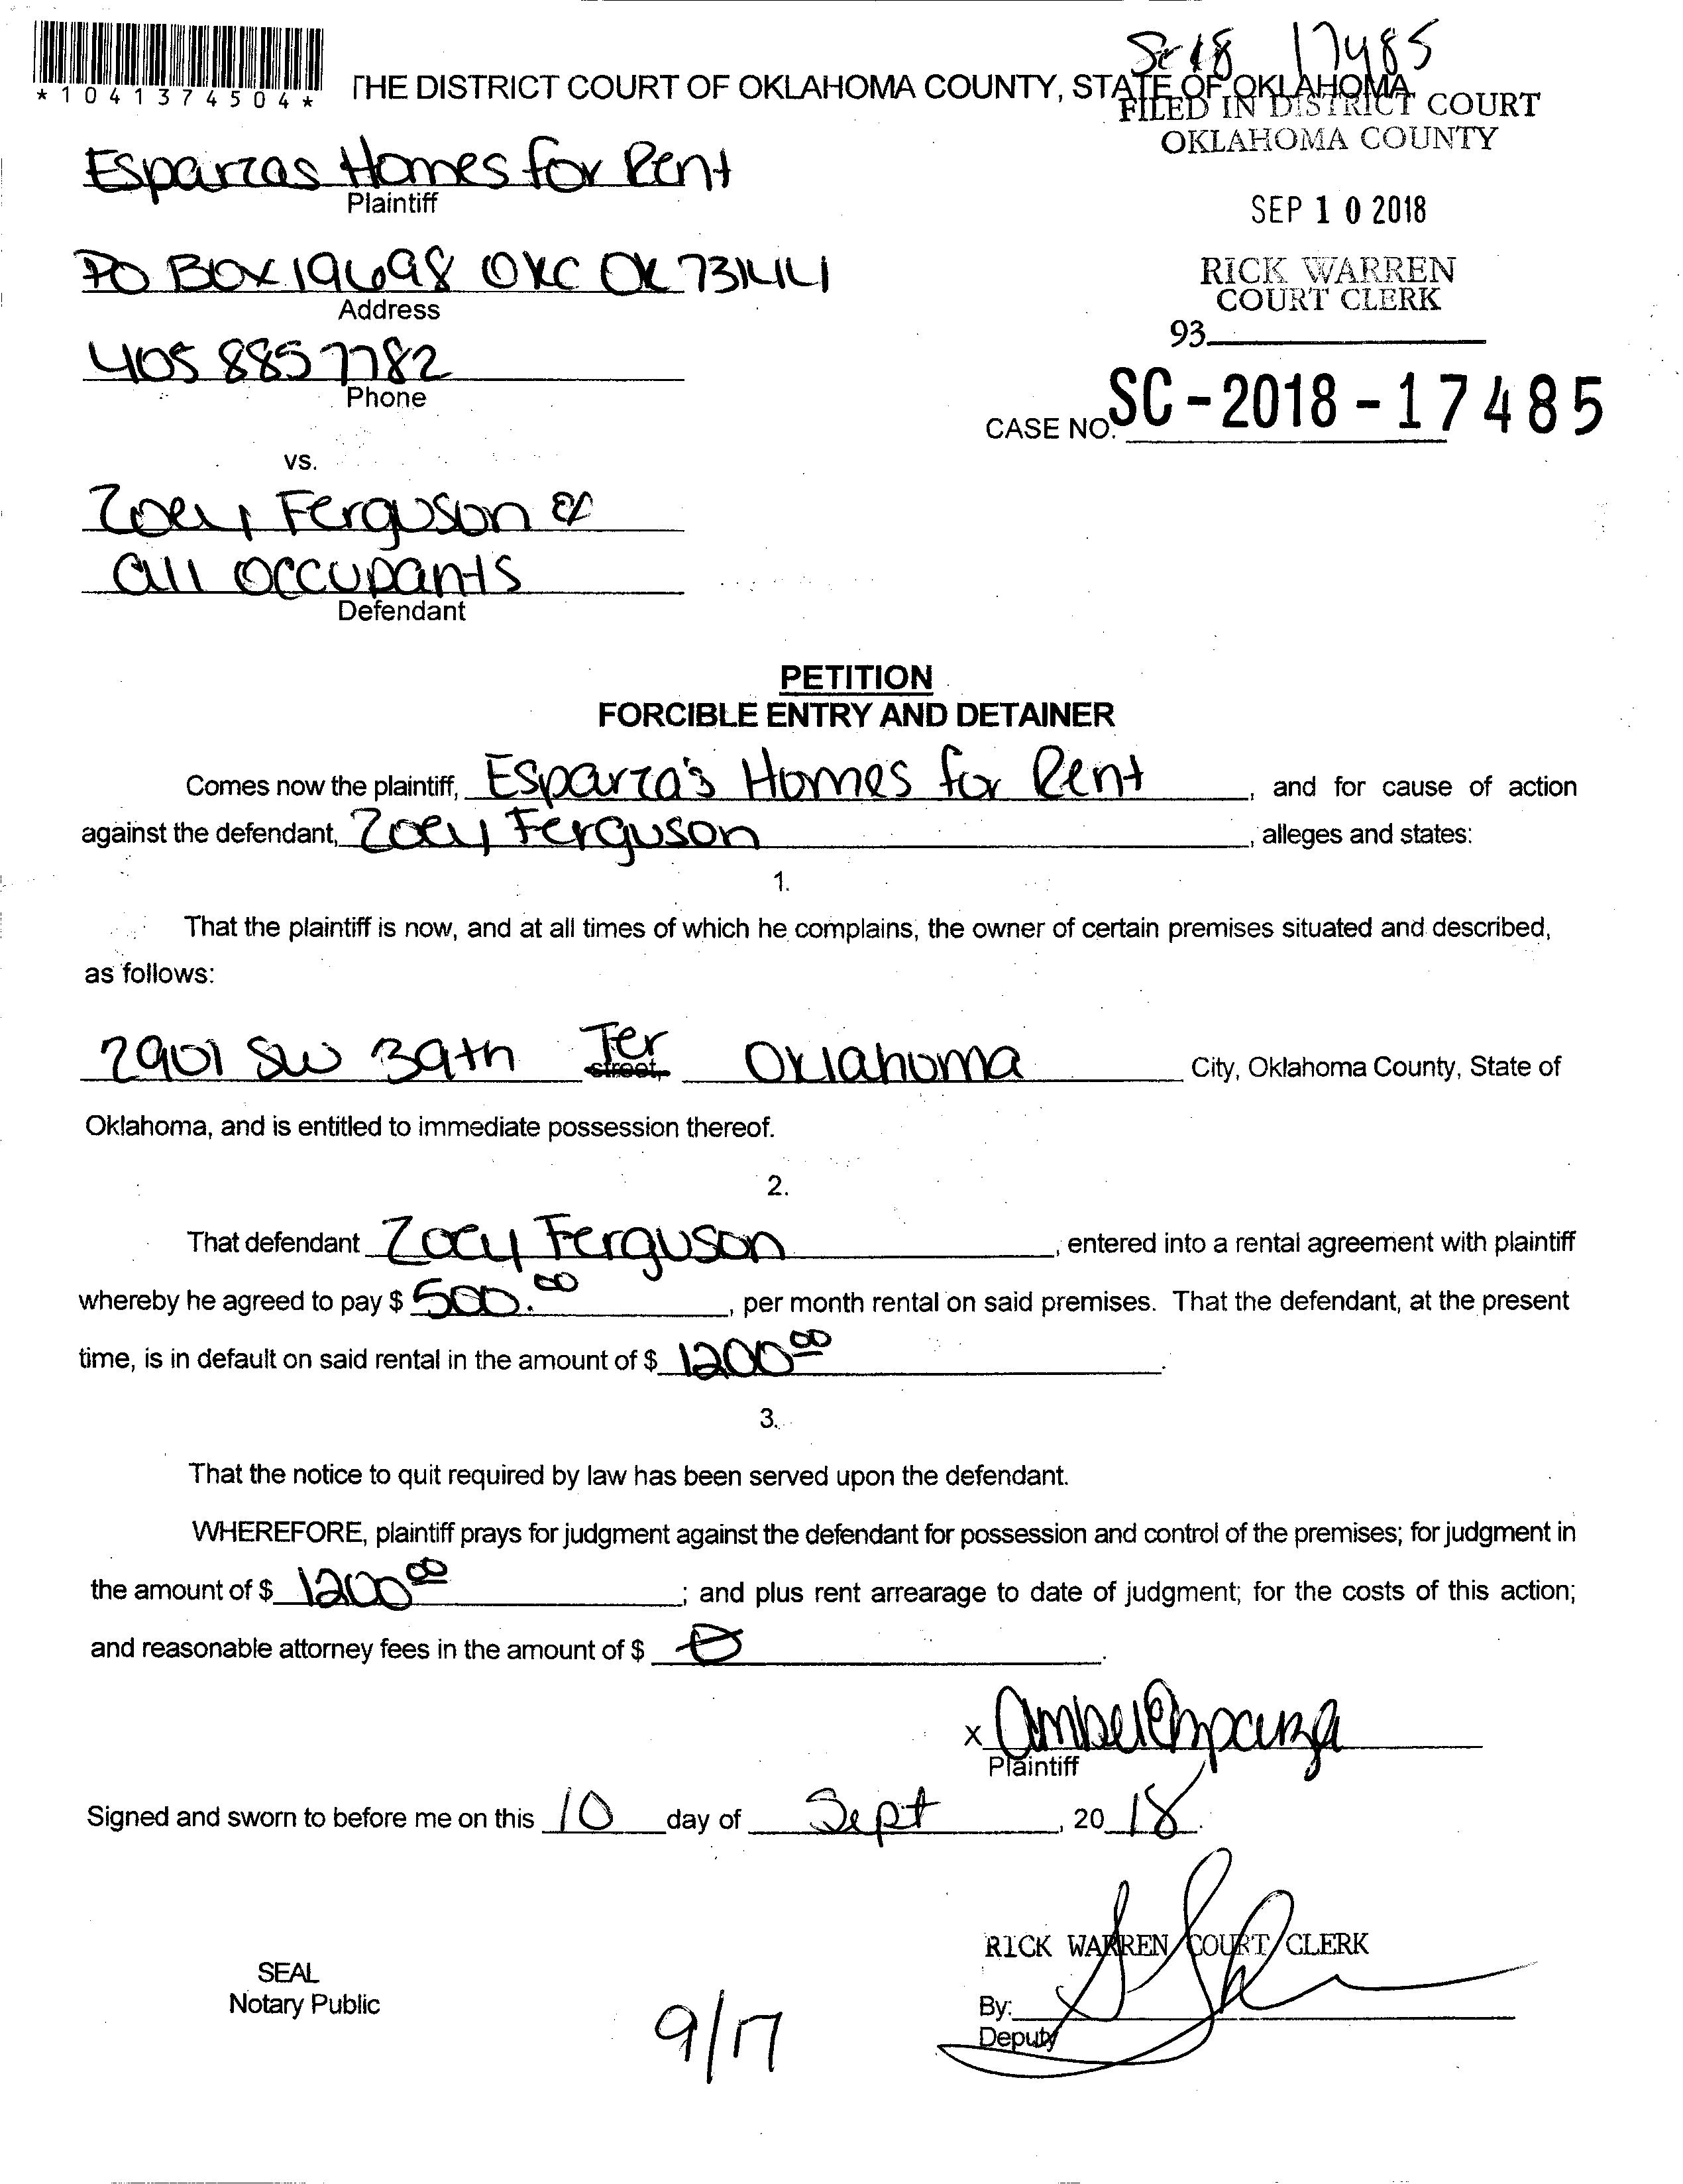 Sc 18 17485
*1041374504*
THE DISTRICT COURT OF OKLAHOMA COUNTY, STATE OF OKLAHOMA
FILED IN DISTRICT COURT
OKLAHOMA COUNTY
Esparzas Homes for Rent
Plaintiff
SEP 10 2018
PO BOX 19698 OKC OK 73144
Address
RICK WARREN
COURT CLERK
93
405 885 7782
Phone
CASE NO. SC-2018-17485
vs.
Zoey Ferguson &
all occupants
Defendant
PETITION
FORCIBLE ENTRY AND DETAINER
Comes now the plaintiff, Esparza's Homes for Rent, and for cause of action
against the defendant, Zoey Ferguson, alleges and states:
1.
That the plaintiff is now, and at all times of which he complains, the owner of certain premises situated and described,
as follows:
2901 SW 39th Ter street, Oklahoma City, Oklahoma County, State of
Oklahoma, and is entitled to immediate possession thereof.
2.
That defendant Zoey Ferguson, entered into a rental agreement with plaintiff
whereby he agreed to pay $ 500.00, per month rental on said premises. That the defendant, at the present
time, is in default on said rental in the amount of $ 1200 00.
3.
That the notice to quit required by law has been served upon the defendant.
WHEREFORE, plaintiff prays for judgment against the defendant for possession and control of the premises; for judgment in
the amount of $ 1200 00; and plus rent arrearage to date of judgment; for the costs of this action;
and reasonable attorney fees in the amount of $ 0.
x Amber Esparza
Plaintiff
Signed and sworn to before me on this 10 day of Sept, 20 18.
RICK WARREN COURT CLERK
SEAL
Notary Public
By:
Deputy
9/17